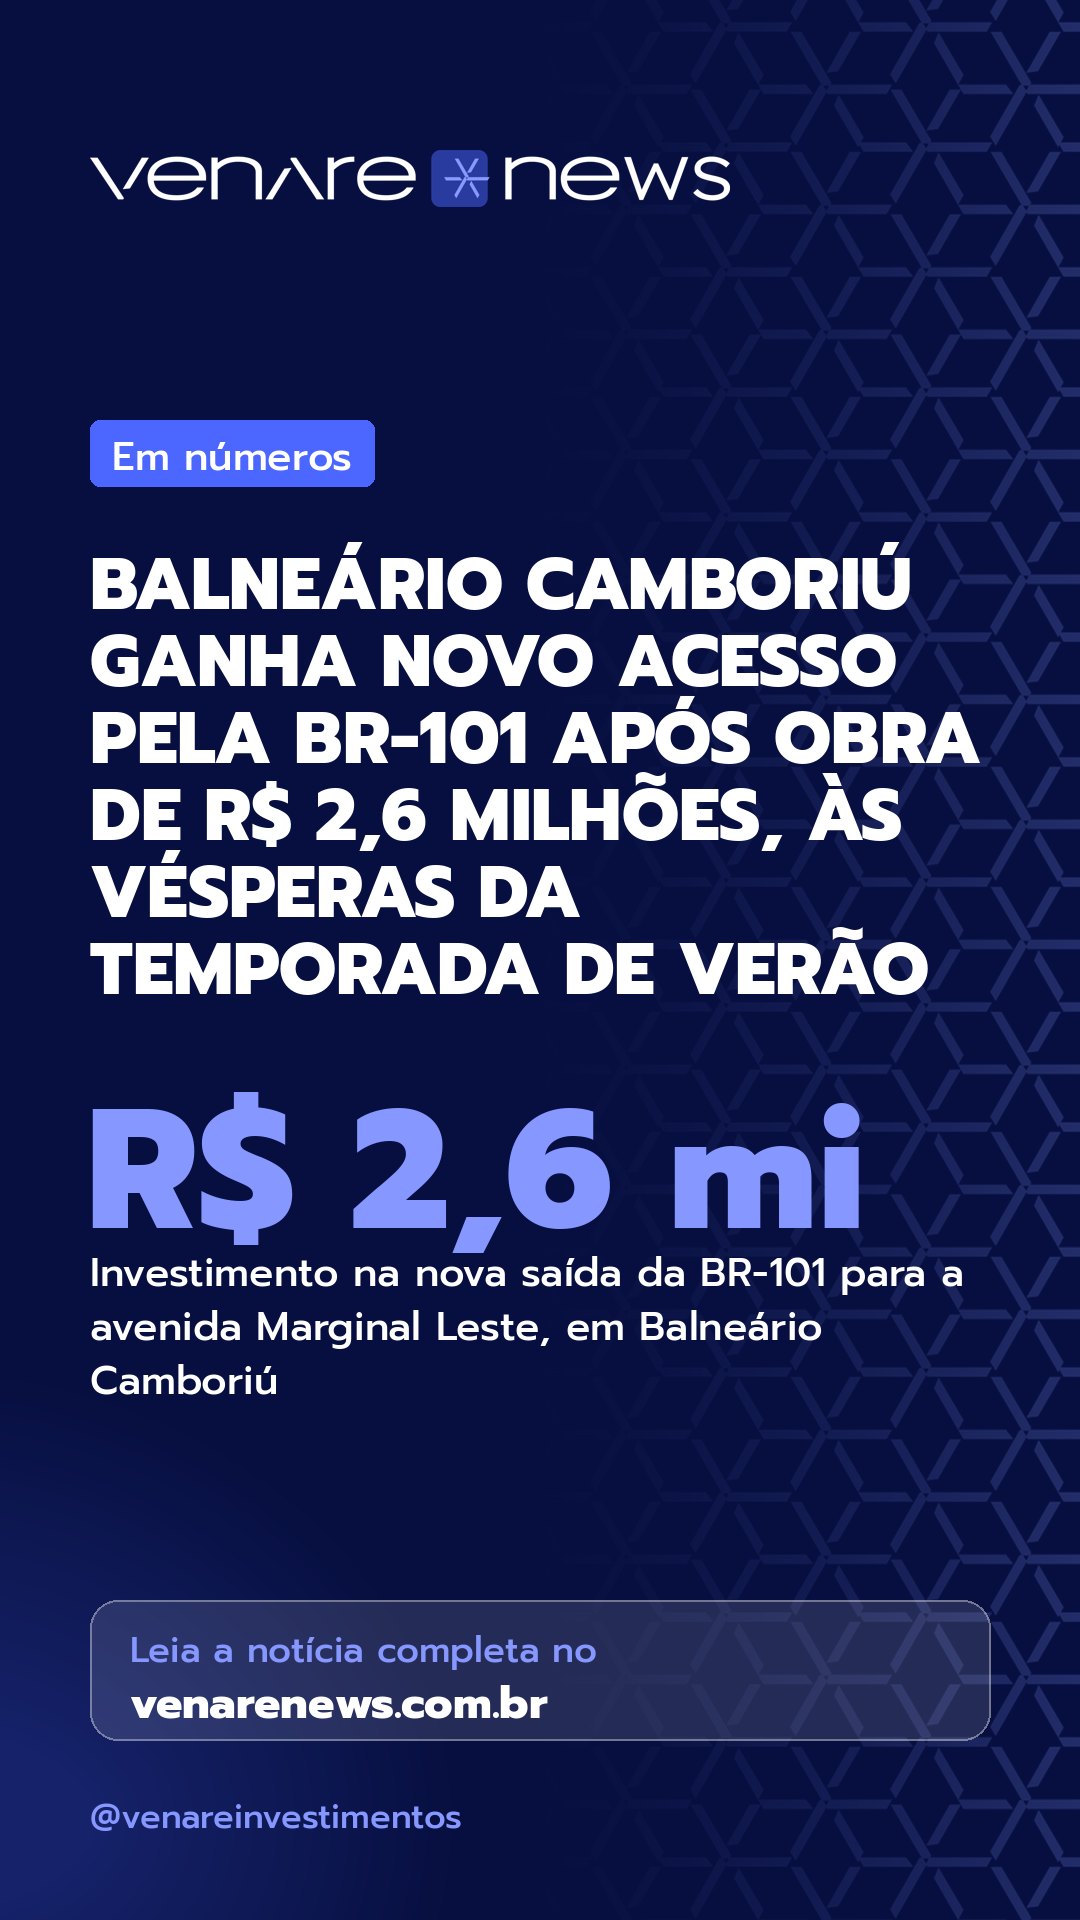 venare news
Em números
BALNEÁRIO CAMBORIÚ
GANHA NOVO ACESSO
PELA BR-101 APÓS OBRA
DE R$ 2,6 MILHÕES, ÀS
VÉSPERAS DA
TEMPORADA DE VERÃO
R$ 2,6 mi
Investimento na nova saída da BR-101 para a
avenida Marginal Leste, em Balneário
Camboriú
Leia a notícia completa no
venarenews.com.br
@venareinvestimentos